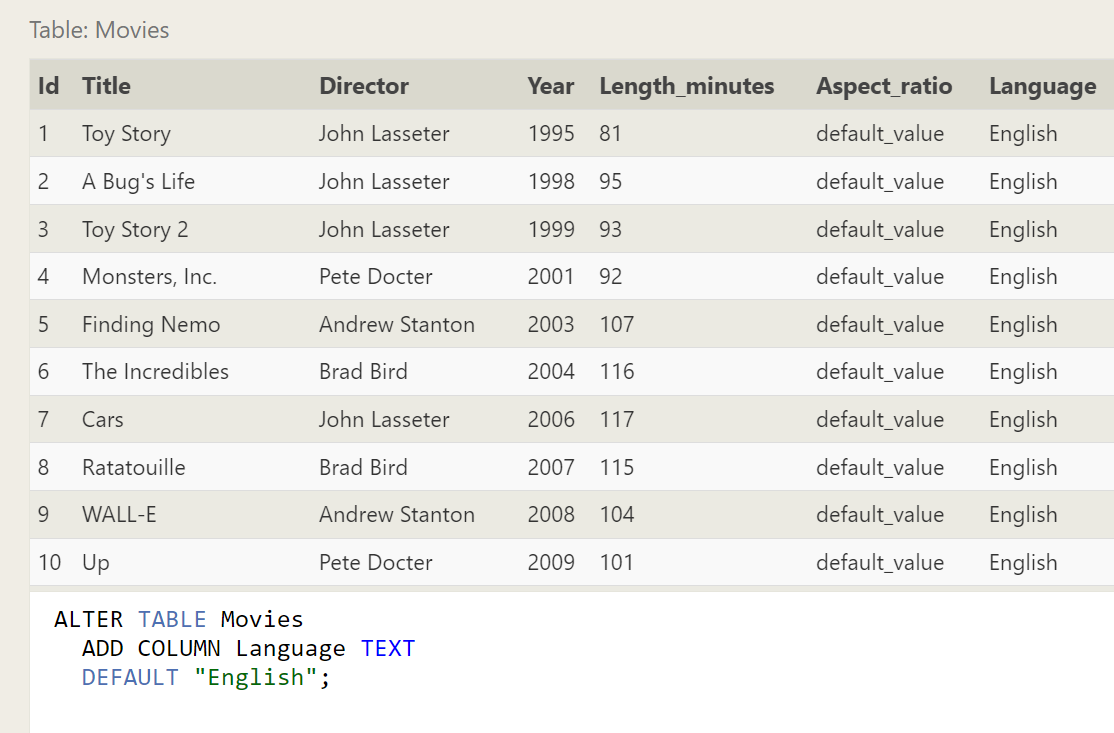 Table: Movies
Id Title Director Year Length_minutes Aspect_ratio Language
1 Toy Story John Lasseter 1995 81 default_value English
2 A Bug's Life John Lasseter 1998 95 default_value English
3 Toy Story 2 John Lasseter 1999 93 default_value English
4 Monsters, Inc. Pete Docter 2001 92 default_value English
5 Finding Nemo Andrew Stanton 2003 107 default_value English
6 The Incredibles Brad Bird 2004 116 default_value English
7 Cars John Lasseter 2006 117 default_value English
8 Ratatouille Brad Bird 2007 115 default_value English
9 WALL-E Andrew Stanton 2008 104 default_value English
10 Up Pete Docter 2009 101 default_value English
ALTER TABLE Movies
ADD COLUMN Language TEXT
DEFAULT "English";